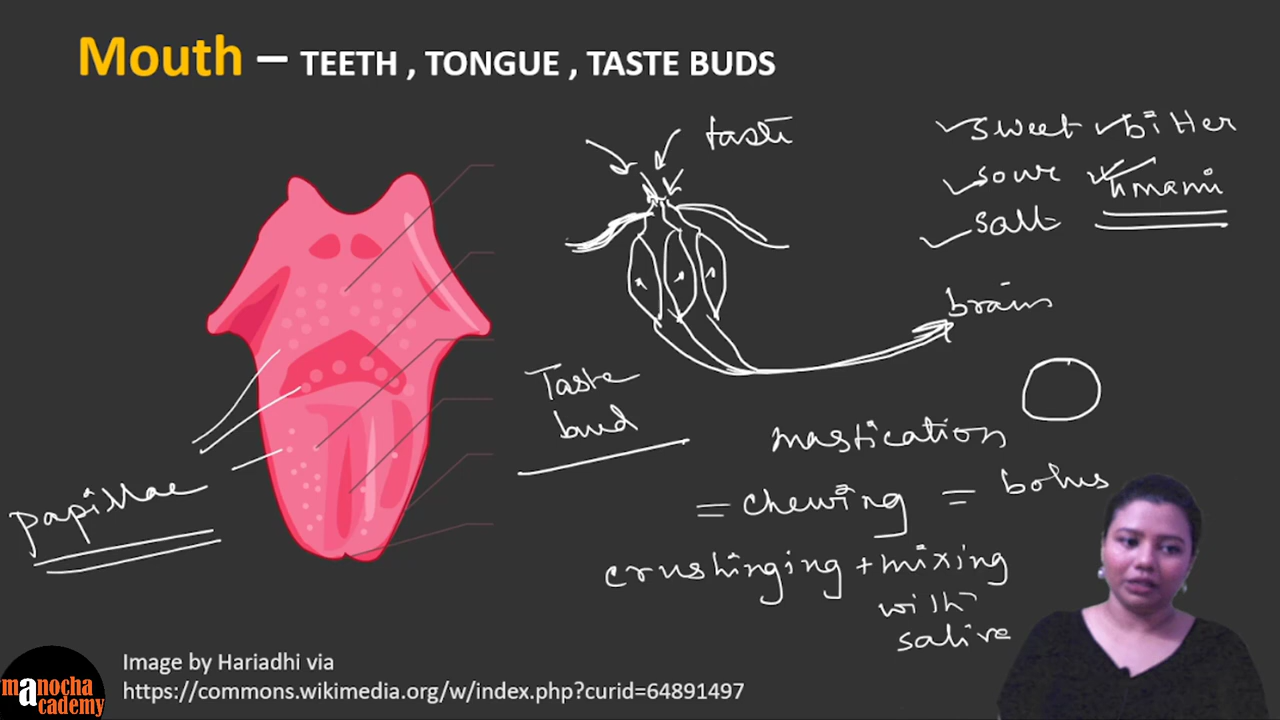 Mouth – TEETH , TONGUE , TASTE BUDS
taste
sweet bitter
sour umami
salt
brain
Taste
bud
mastication
= chewing = bolus
papillae
crushinging + mixing
with
salive
Image by Hariadhi via
https://commons.wikimedia.org/w/index.php?curid=64891497
manocha
academy